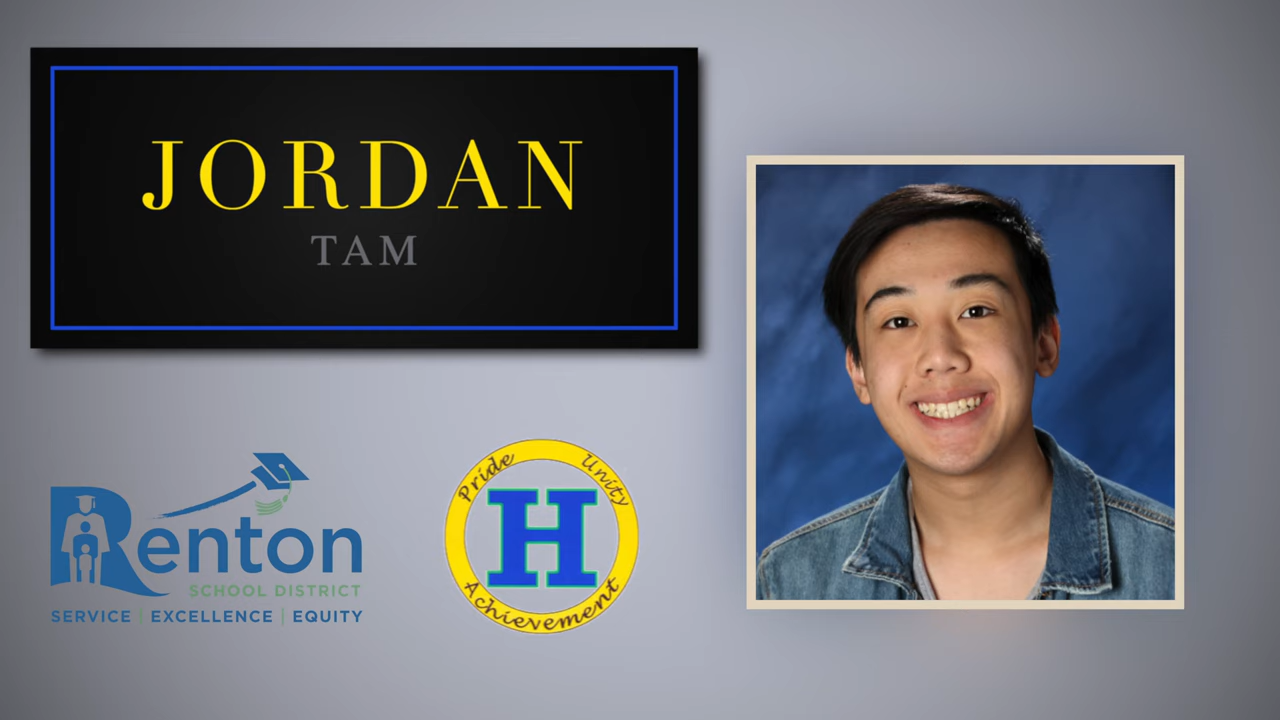 JORDAN
TAM
Renton
SCHOOL DISTRICT
SERVICE | EXCELLENCE | EQUITY
Pride Unity
H
Achievement